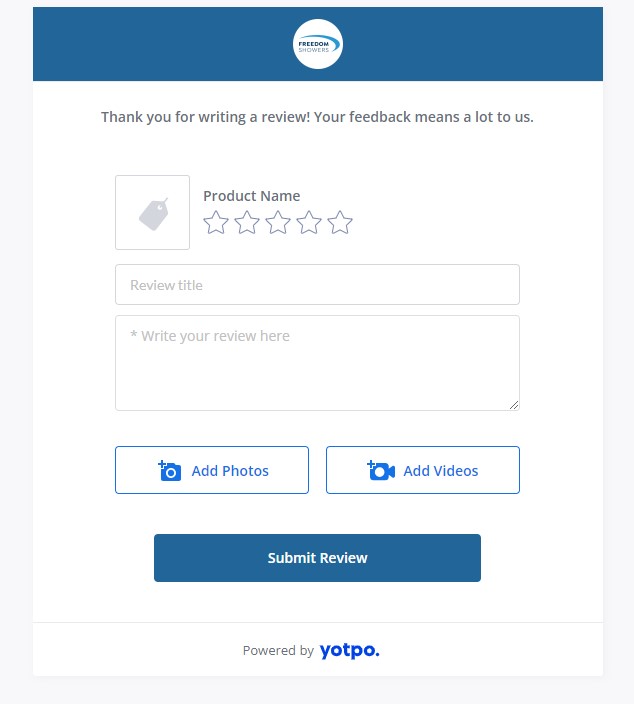 FREEDOM
SHOWERS
Thank you for writing a review! Your feedback means a lot to us.
Product Name
Review title
* Write your review here
Add Photos
Add Videos
Submit Review
Powered by yotpo.